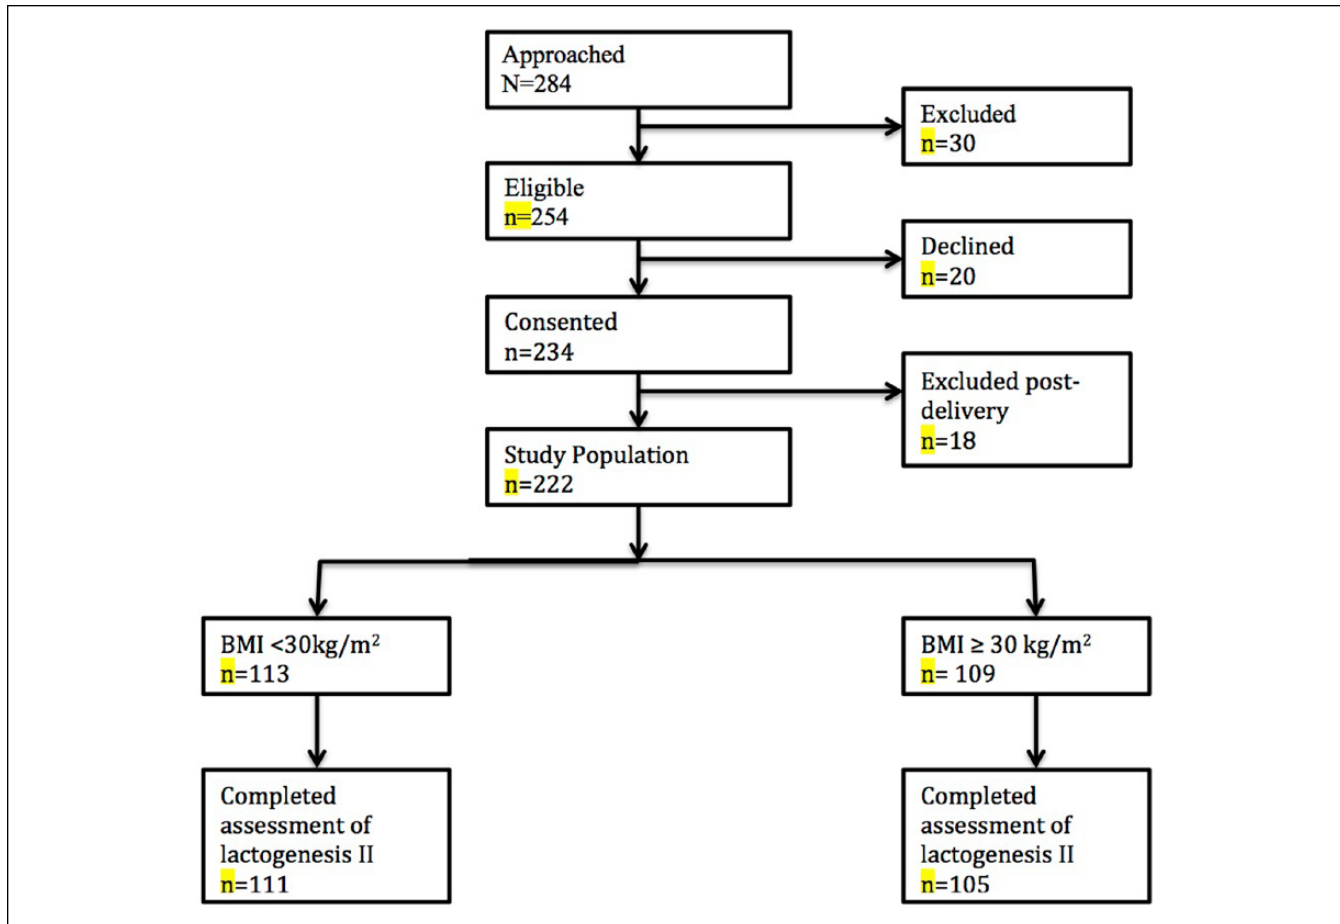 Approached
N=284
Excluded
n=30
Eligible
n=254
Declined
n=20
Consented
n=234
Excluded post-
delivery
n=18
Study Population
n=222
BMI <30kg/m²
n=113
BMI ≥ 30 kg/m²
n= 109
Completed
assessment of
lactogenesis II
n=111
Completed
assessment of
lactogenesis II
n=105